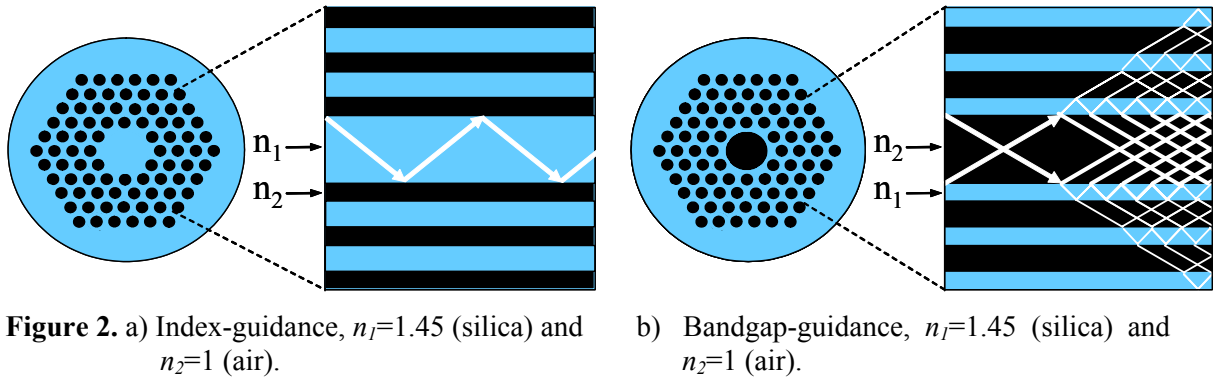 n₁
n₂
n₂
n₁
Figure 2. a) Index-guidance, n₁=1.45 (silica) and
n₂=1 (air).
b) Bandgap-guidance, n₁=1.45 (silica) and
n₂=1 (air).